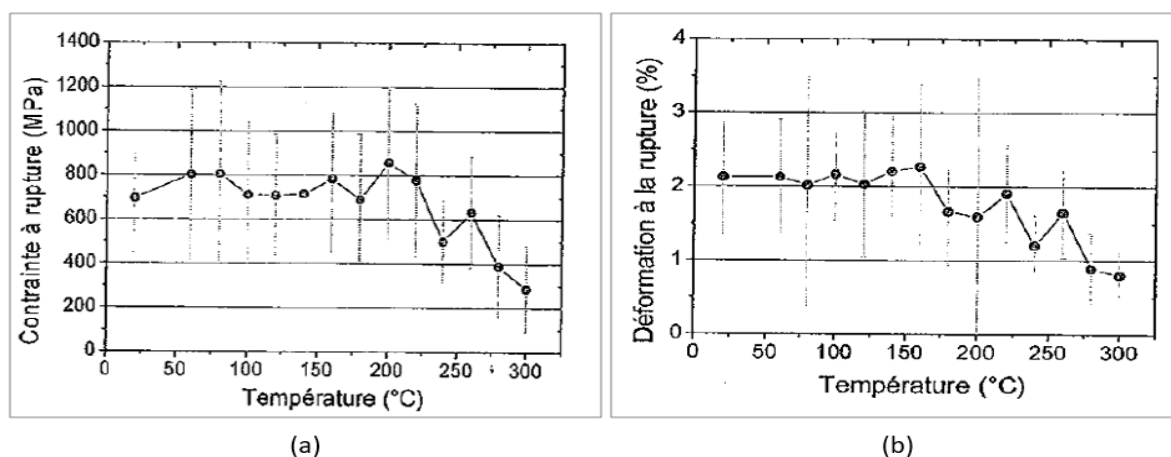 Contrainte à rupture (MPa)
1400
1200
1000
800
600
400
200
0
0 50 100 150 200 250 300
Température (°C)
(a)
Déformation à la rupture (%)
4
3
2
1
0
0 50 100 150 200 250 300
Température (°C)
(b)